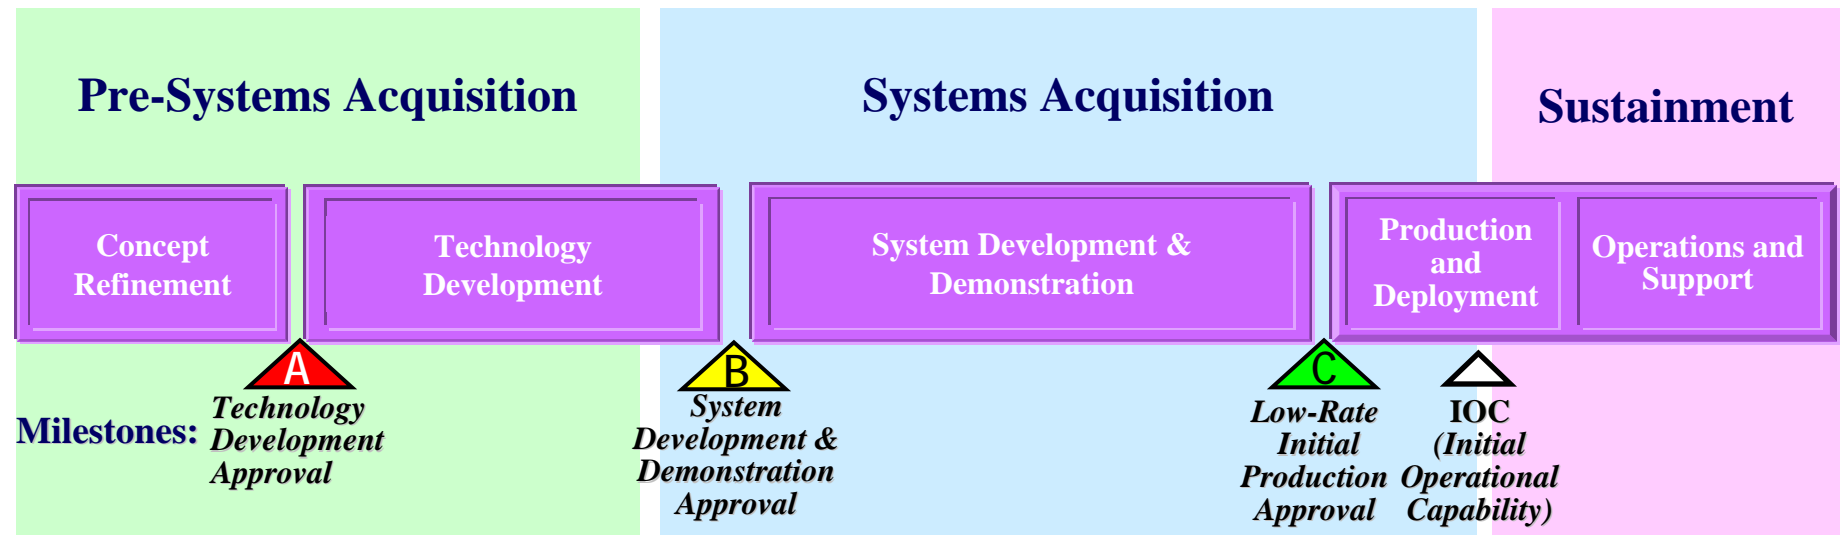 Pre-Systems Acquisition
Systems Acquisition
Sustainment
Concept
Refinement
Technology
Development
System Development &
Demonstration
Production
and
Deployment
Operations and
Support
A
B
C
Milestones:
Technology
Development
Approval
System
Development &
Demonstration
Approval
Low-Rate
Initial
Production
Approval
IOC
(Initial
Operational
Capability)